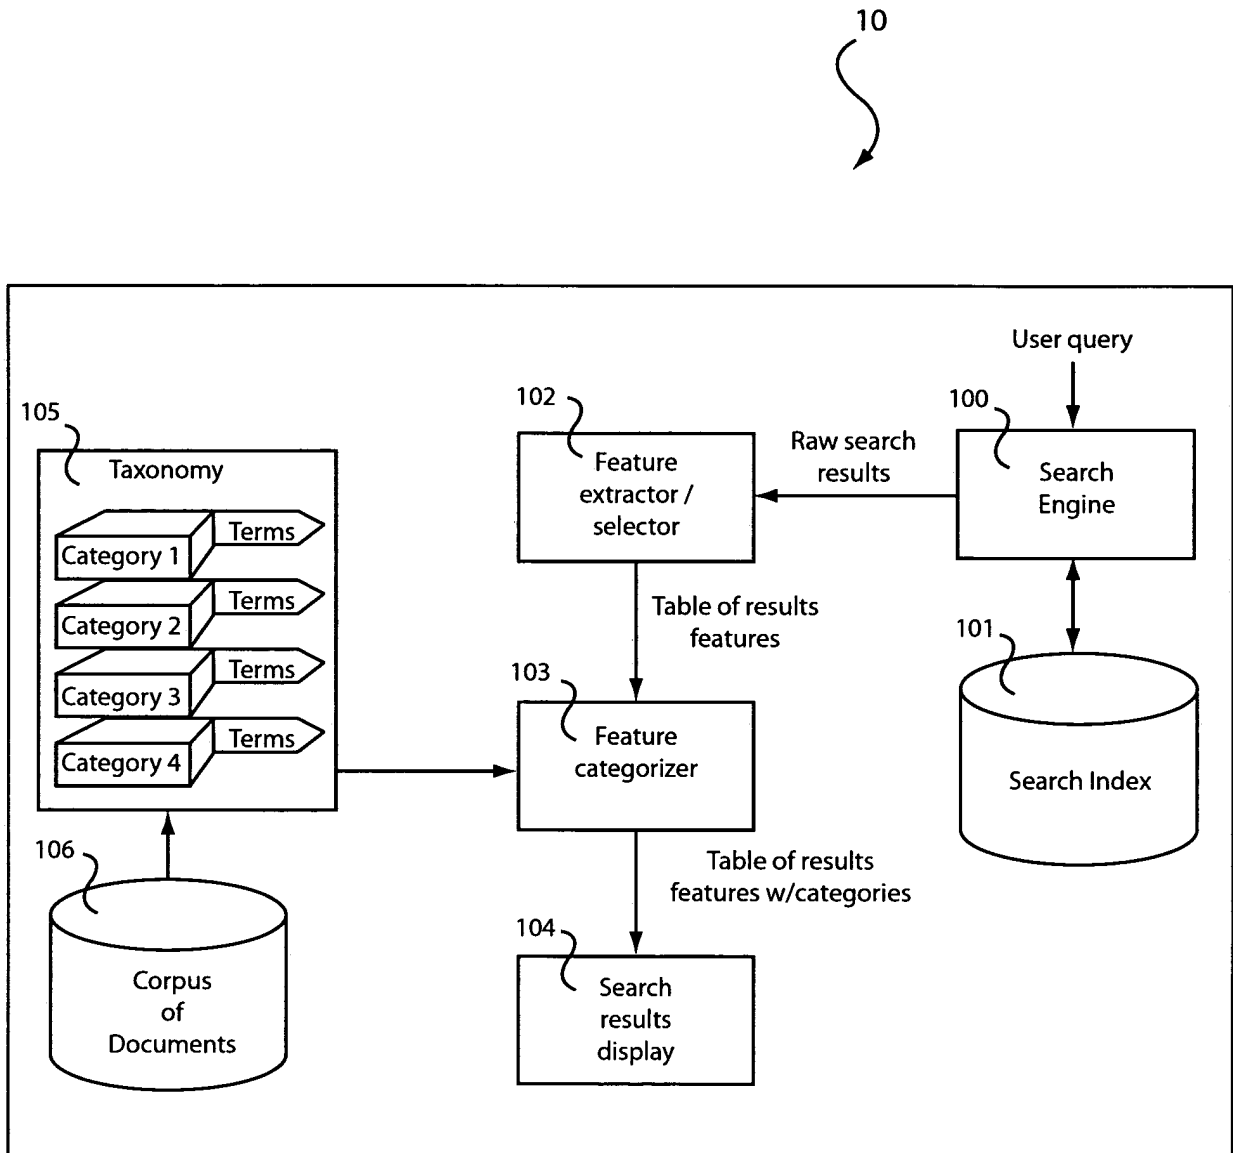 10
User query
100
Search
Engine
Raw search
results
102
Feature
extractor /
selector
105
Taxonomy
Category 1
Terms
Category 2
Terms
Category 3
Terms
Category 4
Terms
Table of results
features
101
Search Index
103
Feature
categorizer
106
Corpus
of
Documents
Table of results
features w/categories
104
Search
results
display